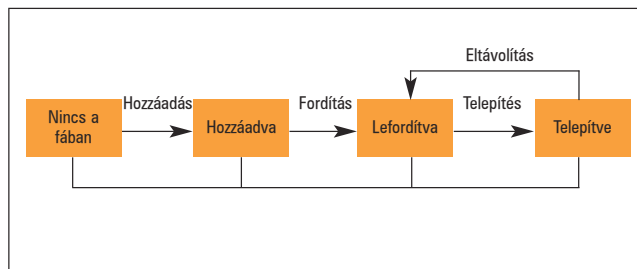 Eltávolítás
Hozzáadás
Fordítás
Telepítés
Nincs a
fában
Hozzáadva
Lefordítva
Telepítve